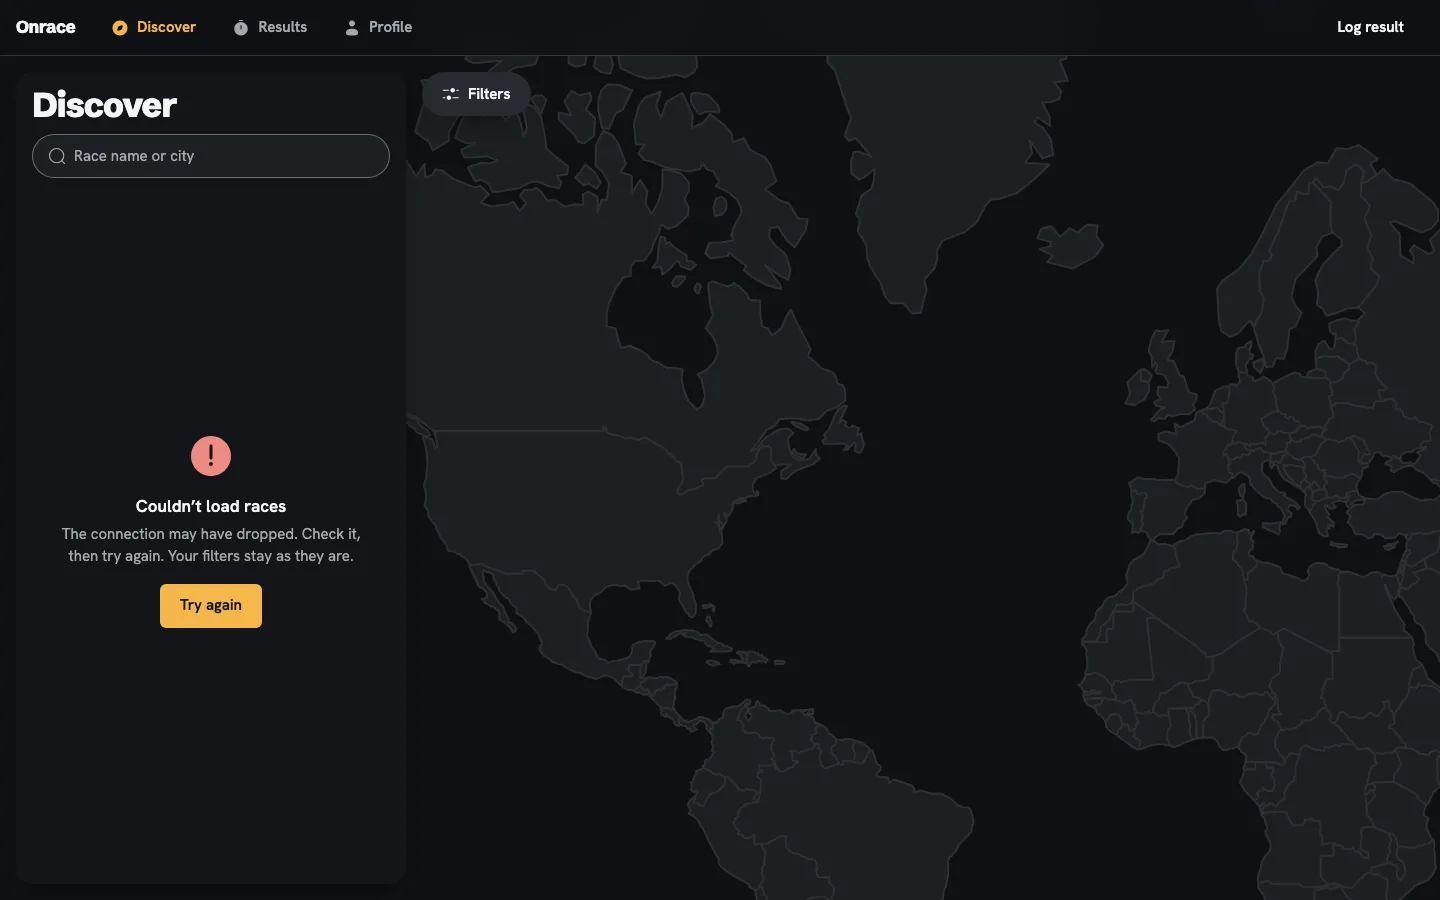 Onrace
Discover
Results
Profile
Log result
Discover
Filters
Race name or city
Couldn’t load races
The connection may have dropped. Check it,
then try again. Your filters stay as they are.
Try again